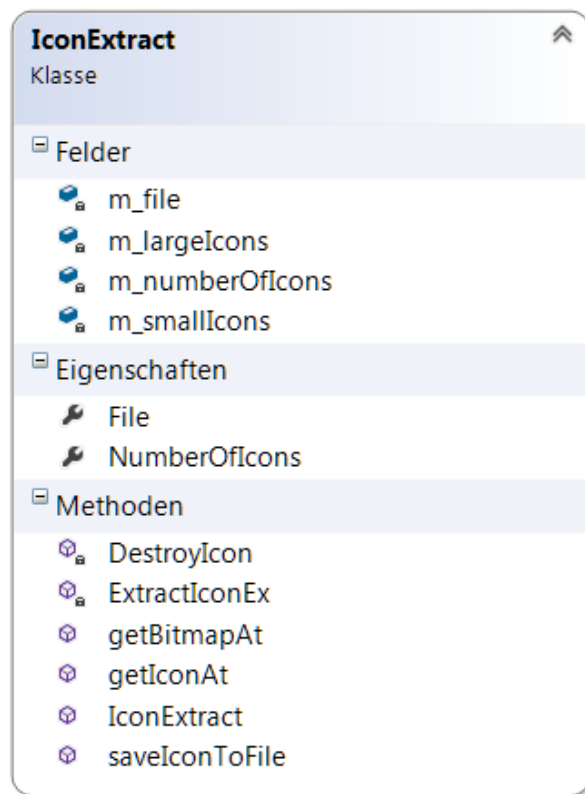 IconExtract
Klasse
Felder
m_file
m_largeIcons
m_numberOfIcons
m_smallIcons
Eigenschaften
File
NumberOfIcons
Methoden
DestroyIcon
ExtractIconEx
getBitmapAt
getIconAt
IconExtract
saveIconToFile